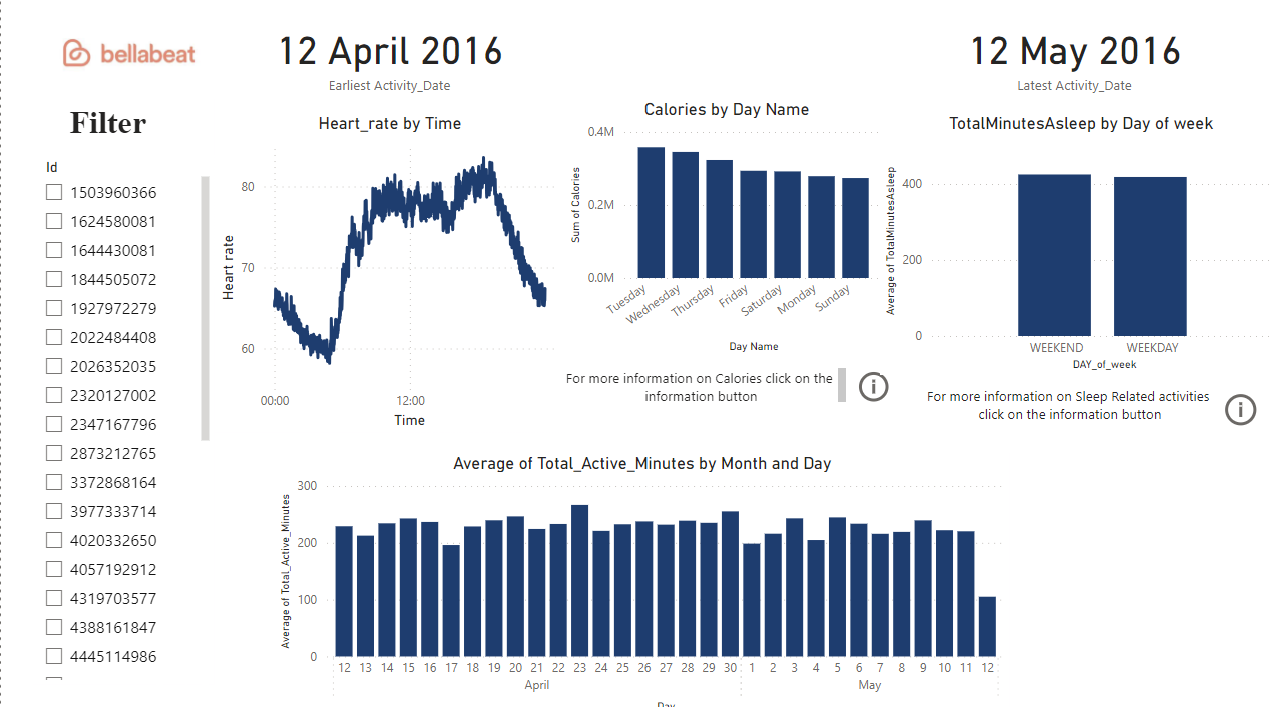 bellabeat
12 April 2016
Earliest Activity_Date
12 May 2016
Latest Activity_Date
Filter
Id
1503960366
1624580081
1644430081
1844505072
1927972279
2022484408
2026352035
2320127002
2347167796
2873212765
3372868164
3977333714
4020332650
4057192912
4319703577
4388161847
4445114986
Heart_rate by Time
Heart rate
80
70
60
00:00 12:00
Time
Calories by Day Name
Sum of Calories
0.4M
0.2M
0.0M
Tuesday Wednesday Thursday Friday Saturday Monday Sunday
Day Name
For more information on Calories click on the
information button
TotalMinutesAsleep by Day of week
Average of TotalMinutesAsleep
400
200
0
WEEKEND WEEKDAY
DAY_of_week
For more information on Sleep Related activities
click on the information button
Average of Total_Active_Minutes by Month and Day
Average of Total_Active_Minutes
300
200
100
0
12 13 14 15 16 17 18 19 20 21 22 23 24 25 26 27 28 29 30 1 2 3 4 5 6 7 8 9 10 11 12
April May
Day